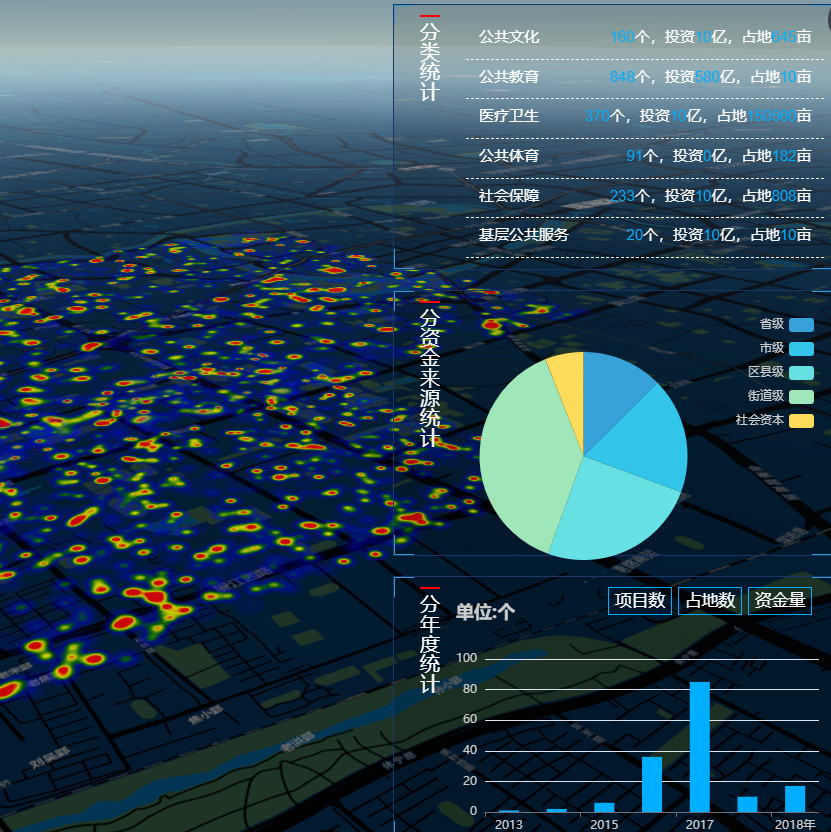 分类统计
公共文化 160个，投资10亿，占地645亩
公共教育 848个，投资580亿，占地10亩
医疗卫生 370个，投资10亿，占地150560亩
公共体育 91个，投资0亿，占地182亩
社会保障 233个，投资10亿，占地808亩
基层公共服务 20个，投资10亿，占地10亩
分资金来源统计
省级
市级
区县级
街道级
社会资本
分年度统计
单位:个
项目数 占地数 资金量
100
80
60
40
20
0
2013 2015 2017 2018年
焦小郢
刘吴郢